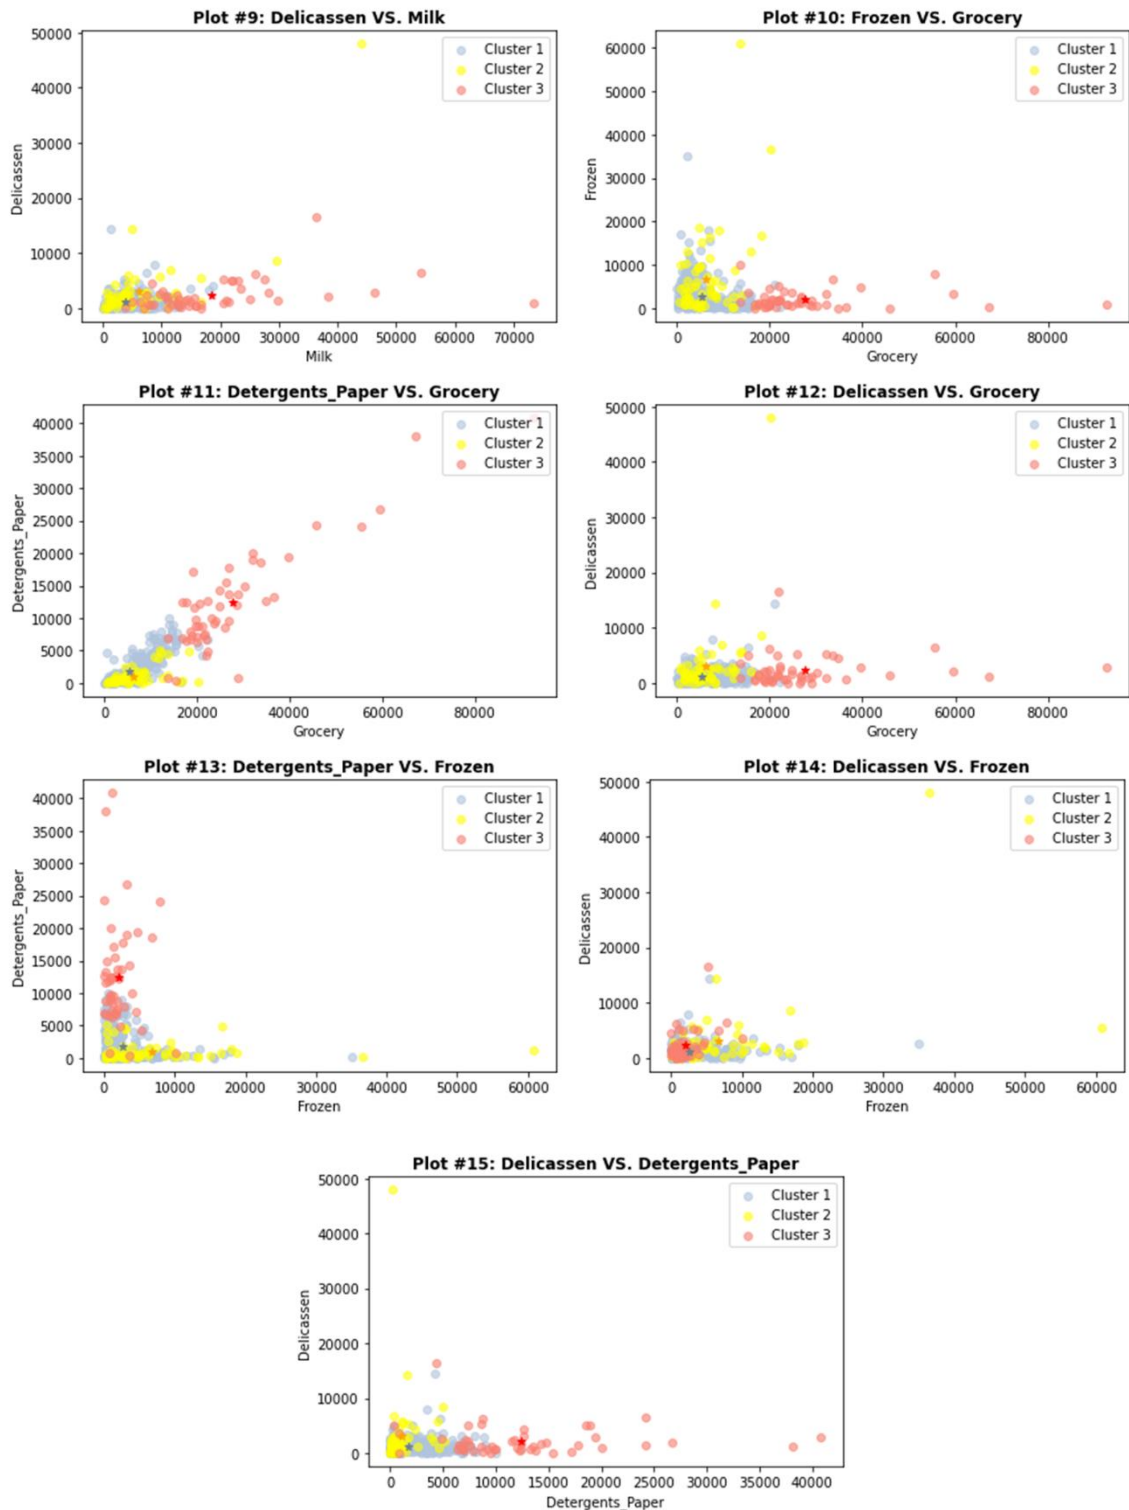 Plot #9: Delicassen VS. Milk
50000
40000
30000
20000
10000
0
Delicassen
Cluster 1
Cluster 2
Cluster 3
0 10000 20000 30000 40000 50000 60000 70000
Milk
Plot #10: Frozen VS. Grocery
60000
50000
40000
30000
20000
10000
0
Frozen
Cluster 1
Cluster 2
Cluster 3
0 20000 40000 60000 80000
Grocery
Plot #11: Detergents_Paper VS. Grocery
40000
35000
30000
25000
20000
15000
10000
5000
0
Detergents_Paper
Cluster 1
Cluster 2
Cluster 3
0 20000 40000 60000 80000
Grocery
Plot #12: Delicassen VS. Grocery
50000
40000
30000
20000
10000
0
Delicassen
Cluster 1
Cluster 2
Cluster 3
0 20000 40000 60000 80000
Grocery
Plot #13: Detergents_Paper VS. Frozen
40000
35000
30000
25000
20000
15000
10000
5000
0
Detergents_Paper
Cluster 1
Cluster 2
Cluster 3
0 10000 20000 30000 40000 50000 60000
Frozen
Plot #14: Delicassen VS. Frozen
50000
40000
30000
20000
10000
0
Delicassen
Cluster 1
Cluster 2
Cluster 3
0 10000 20000 30000 40000 50000 60000
Frozen
Plot #15: Delicassen VS. Detergents_Paper
50000
40000
30000
20000
10000
0
Delicassen
Cluster 1
Cluster 2
Cluster 3
0 5000 10000 15000 20000 25000 30000 35000 40000
Detergents_Paper